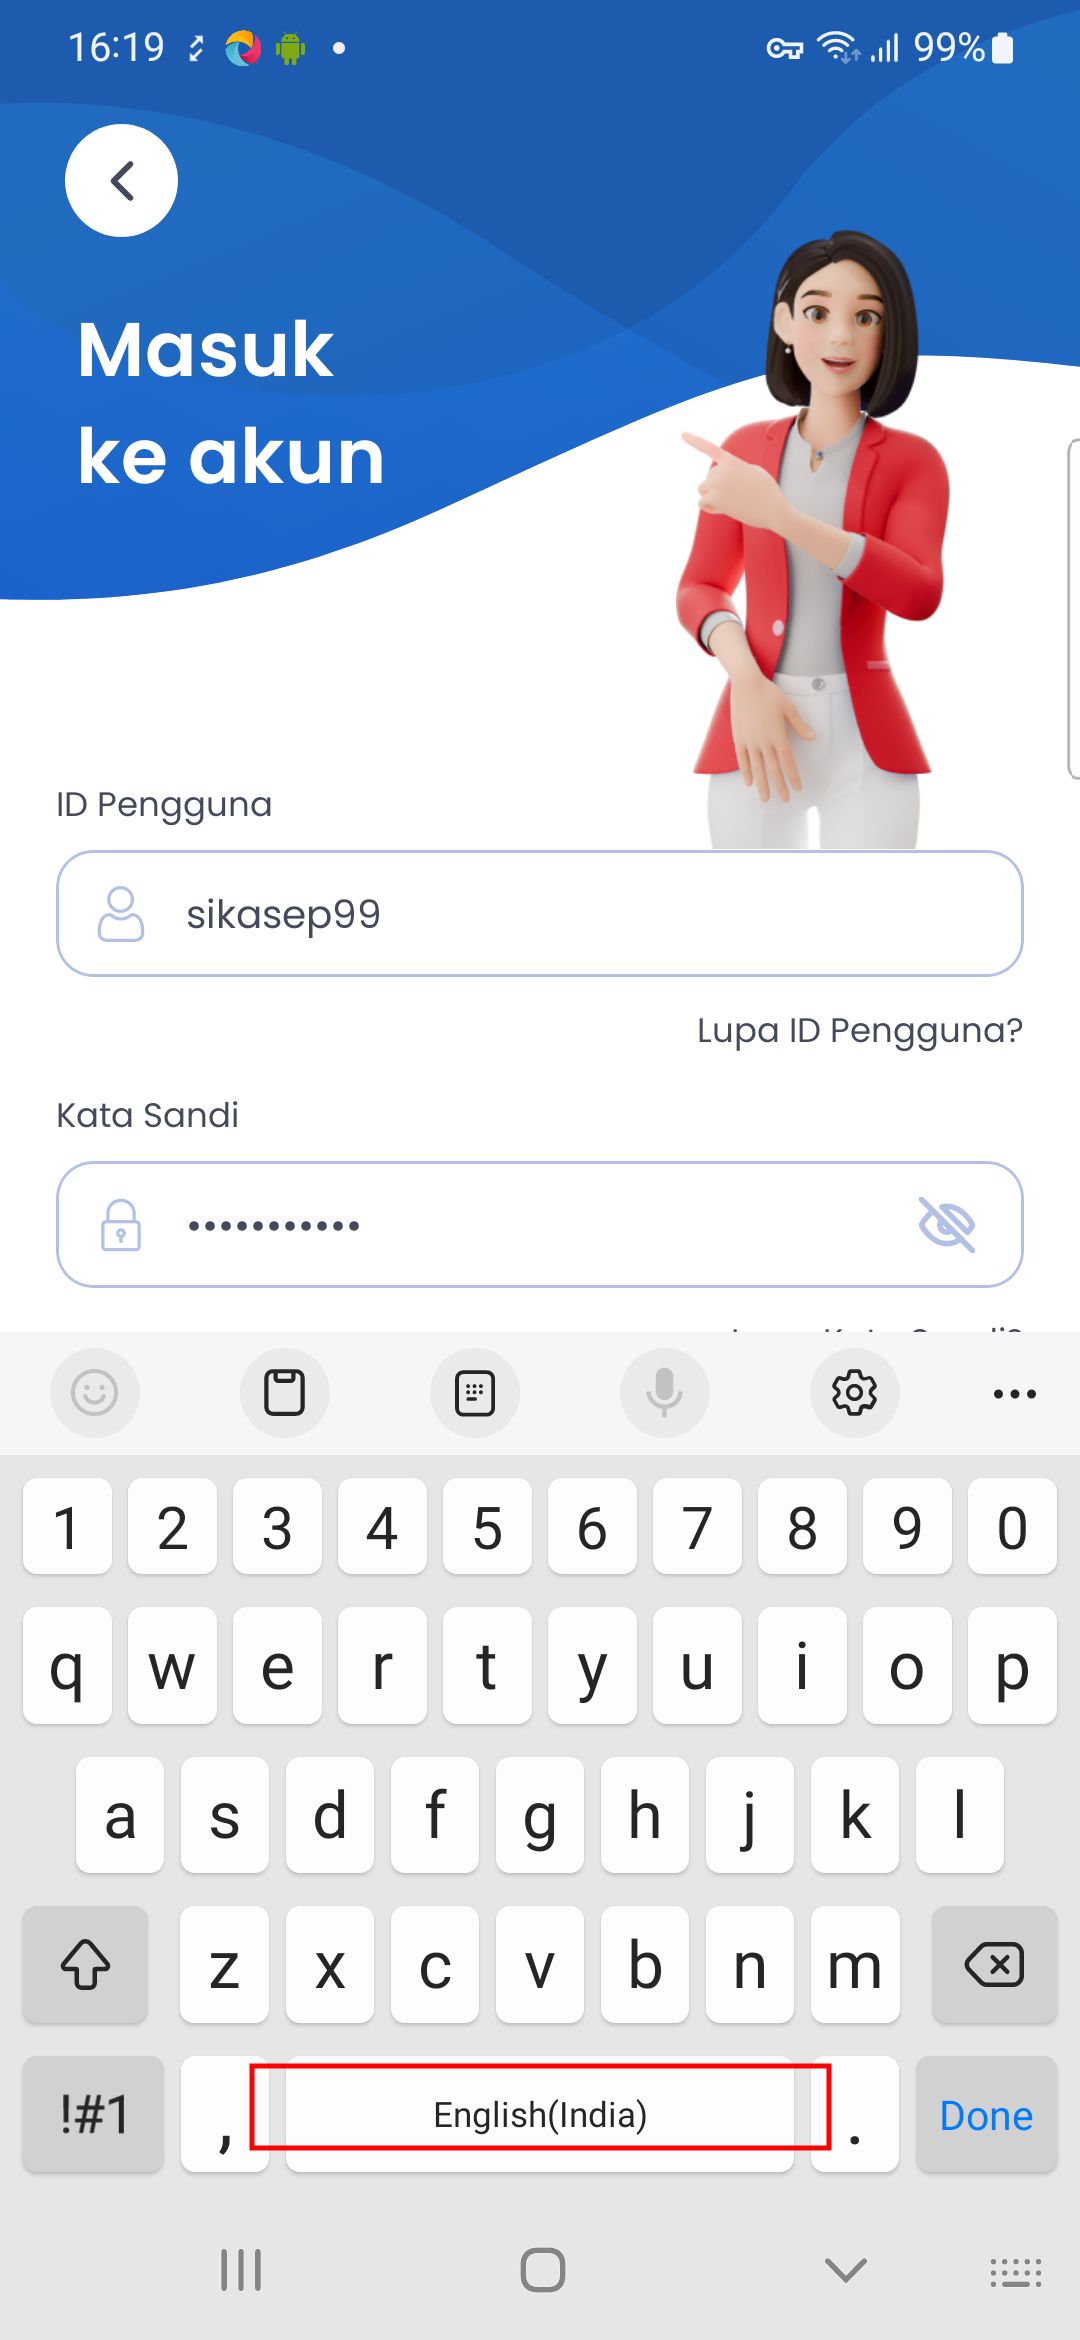 16:19
99%
Masuk
ke akun
ID Pengguna
sikasep99
Lupa ID Pengguna?
Kata Sandi
•••••••••••
1 2 3 4 5 6 7 8 9 0
q w e r t y u i o p
a s d f g h j k l
z x c v b n m
!#1 , English(India) . Done